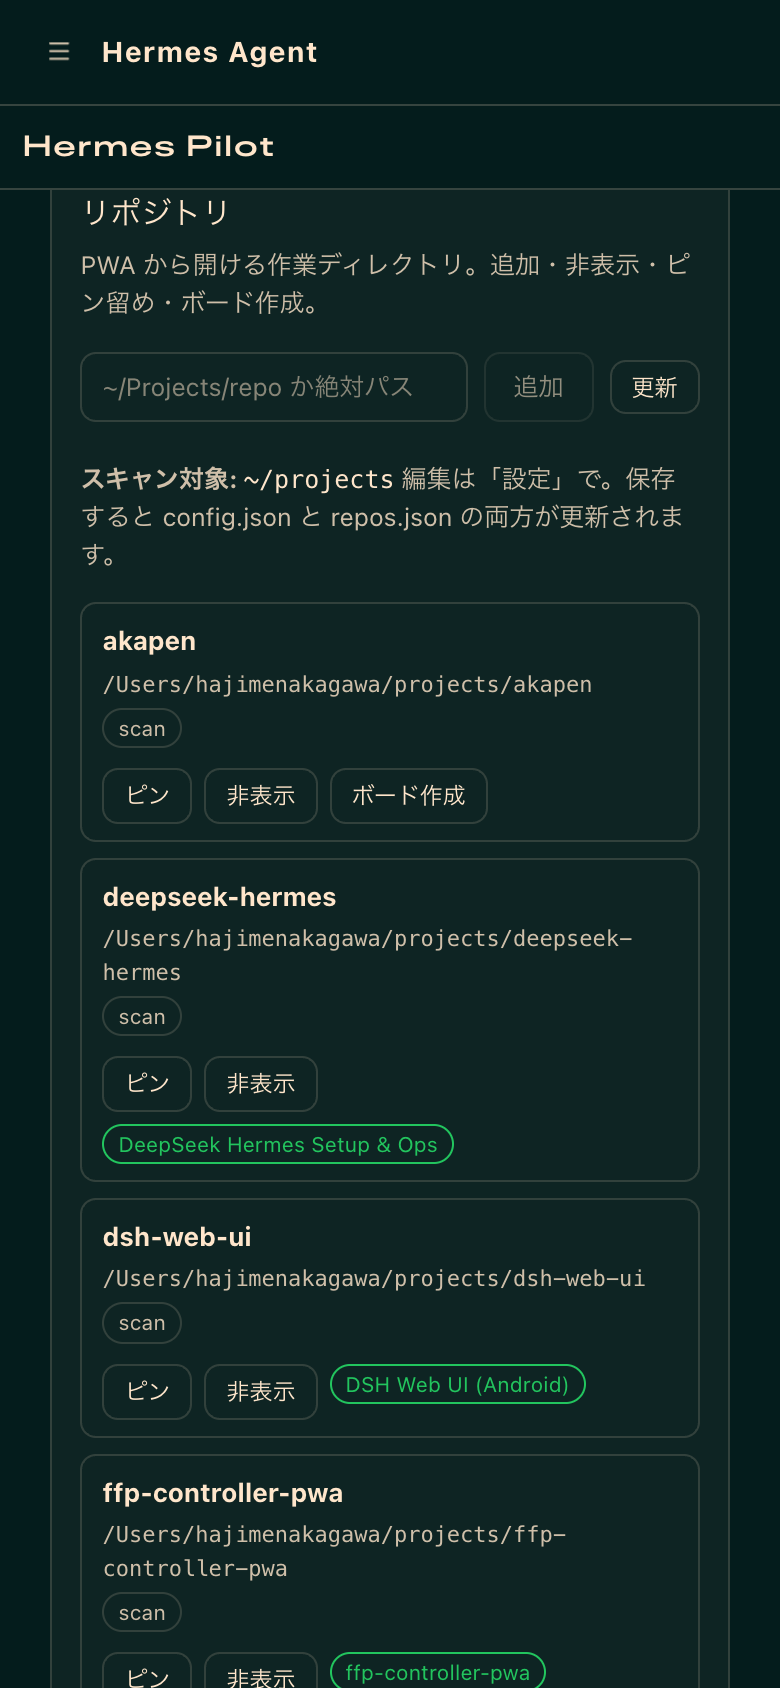 Hermes Agent
Hermes Pilot
リポジトリ
PWA から開ける作業ディレクトリ。追加・非表示・ピ
ン留め・ボード作成。
~/Projects/repo か絶対パス
追加
更新
スキャン対象: ~/projects 編集は「設定」で。保存
すると config.json と repos.json の両方が更新されま
す。
akapen
/Users/hajimenakagawa/projects/akapen
scan
ピン
非表示
ボード作成
deepseek-hermes
/Users/hajimenakagawa/projects/deepseek-
hermes
scan
ピン
非表示
DeepSeek Hermes Setup & Ops
dsh-web-ui
/Users/hajimenakagawa/projects/dsh-web-ui
scan
ピン
非表示
DSH Web UI (Android)
ffp-controller-pwa
/Users/hajimenakagawa/projects/ffp-
controller-pwa
scan
ピン
非表示
ffp-controller-pwa